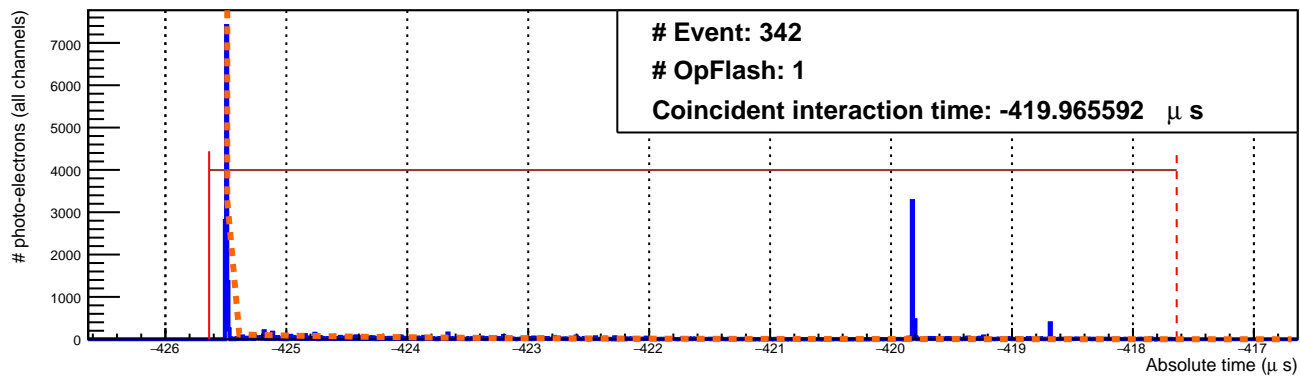 # Event: 342
# OpFlash: 1
Coincident interaction time: -419.965592 μ s
# photo-electrons (all channels)
7000
6000
5000
4000
3000
2000
1000
0
−426 −425 −424 −423 −422 −421 −420 −419 −418 −417
Absolute time (μ s)